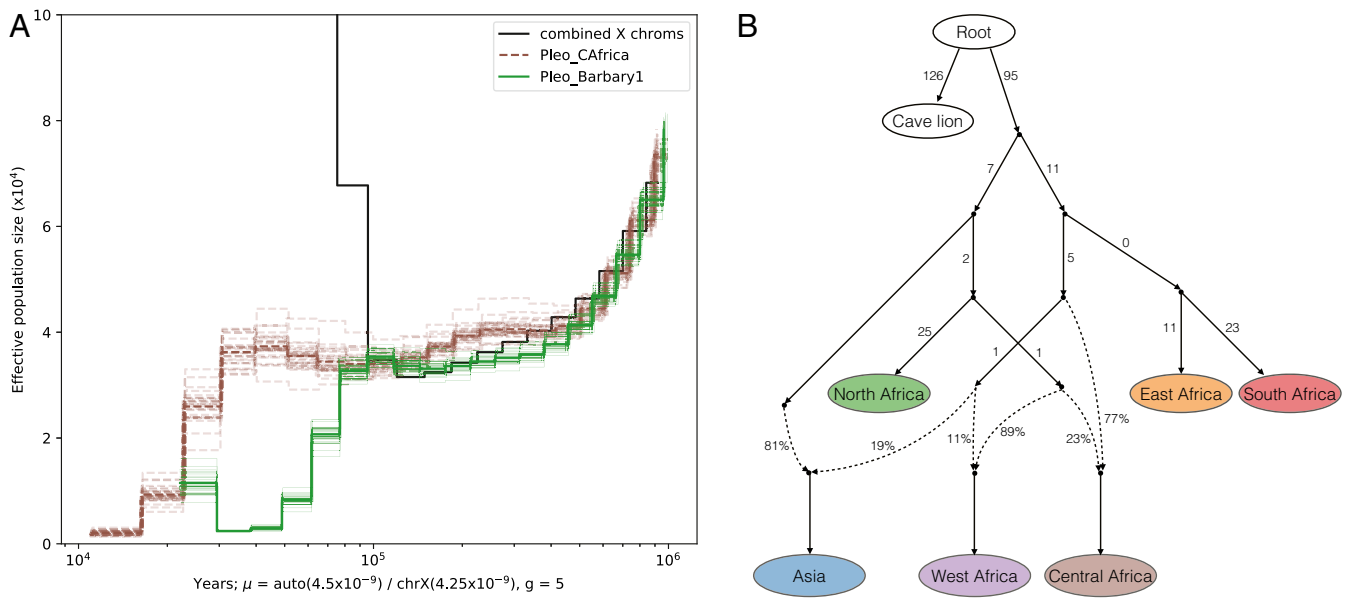 A
10
8
6
4
2
0
Effective population size (x10⁴)
combined X chroms
Pleo_CAfrica
Pleo_Barbary1
10⁴
10⁵
10⁶
Years; μ = auto(4.5x10⁻⁹) / chrX(4.25x10⁻⁹), g = 5
B
Root
126
95
Cave lion
7
11
0
2
5
25
1
1
11
23
North Africa
East Africa
South Africa
81%
19%
11%
89%
23%
77%
Asia
West Africa
Central Africa